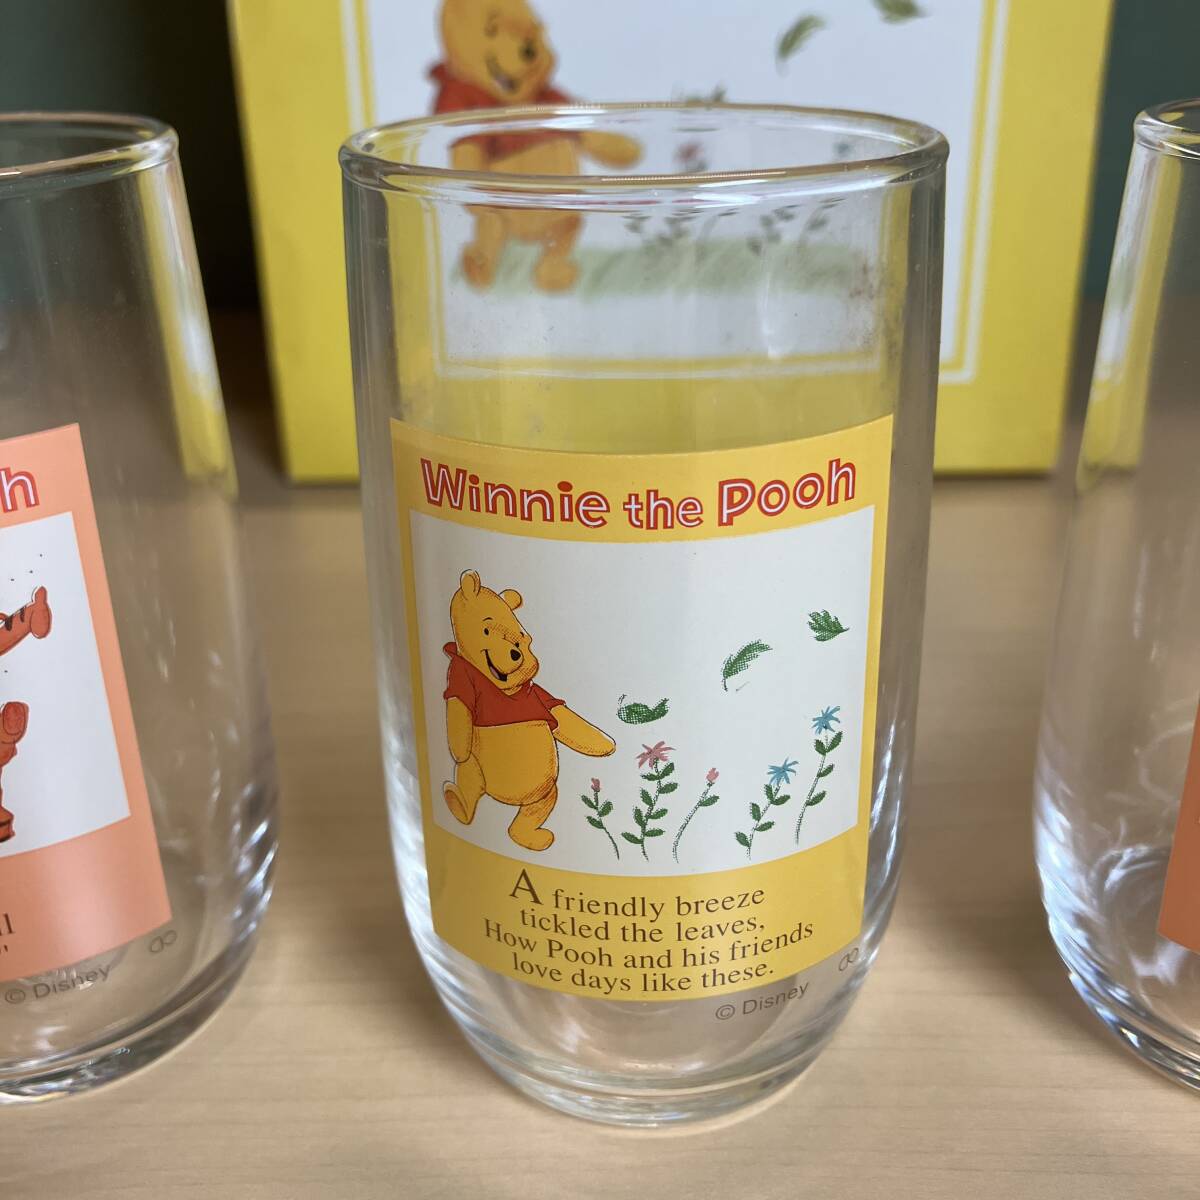 Winnie the Pooh
A friendly breeze
tickled the leaves,
How Pooh and his friends
love days like these.
© Disney
h
ll
"
© Disney